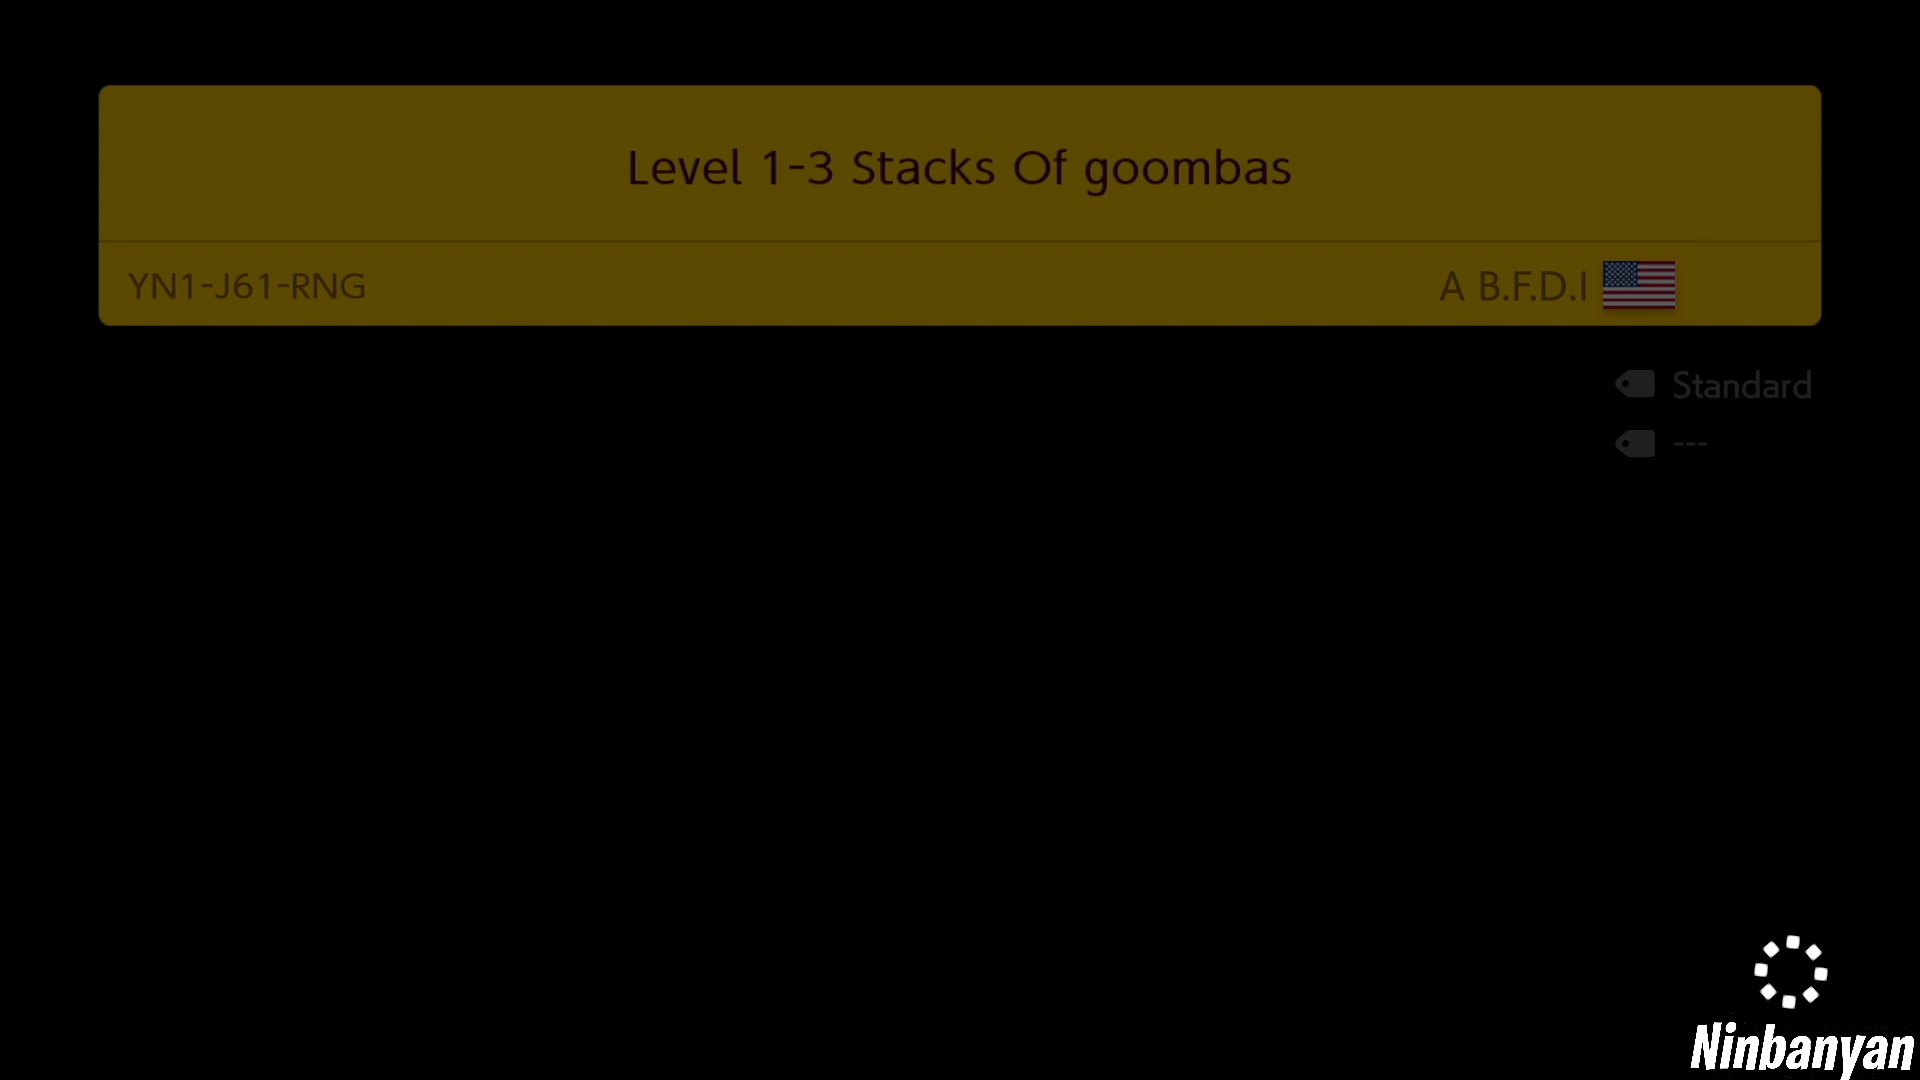 Level 1-3 Stacks Of goombas
YN1-J61-RNG
A B.F.D.I
Standard
---
Ninbanyan